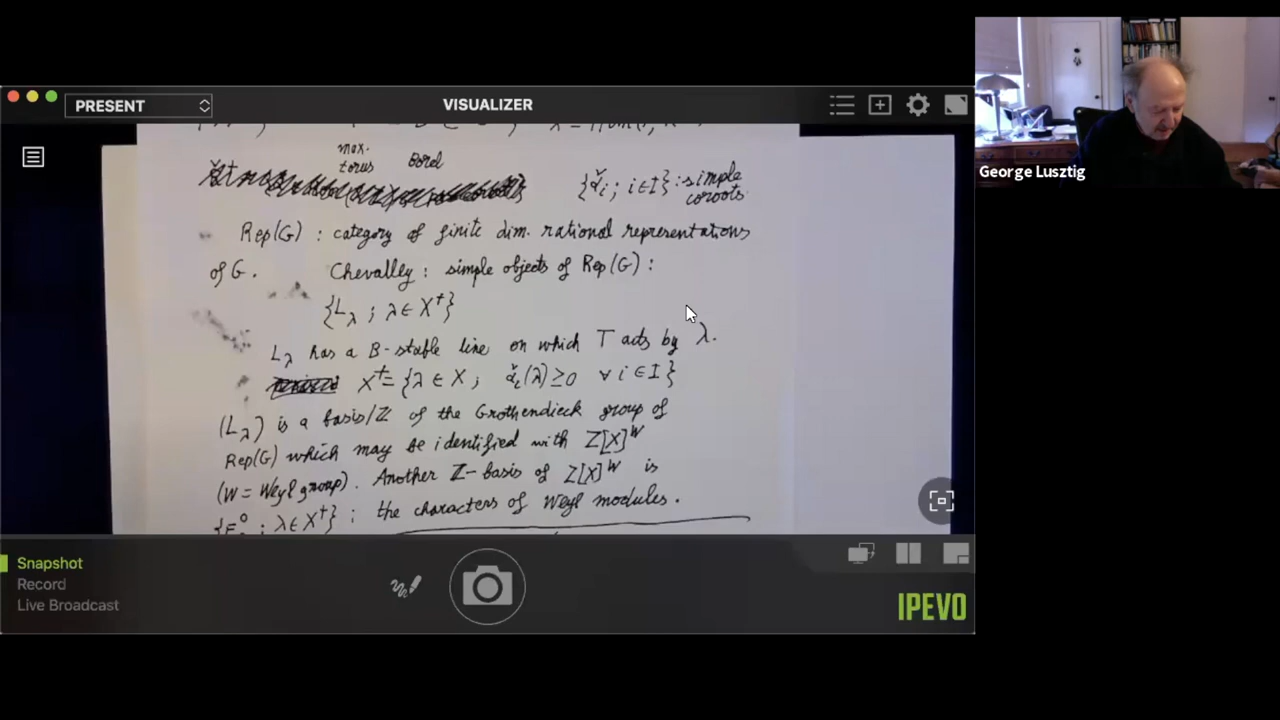 PRESENT
VISUALIZER
max.
torus
Borel
{α̌ᵢ ; i∈I} : simple
coroots
Rep(G) : category of finite dim. rational representations
of G. Chevalley : simple objects of Rep(G) :
{L_λ ; λ∈X⁺}
L_λ has a B-stable line on which T acts by λ.
X⁺ = {λ∈X ; α̌ᵢ(λ)≥0 ∀ i∈I}
(L_λ) is a basis/ℤ of the Grothendieck group of
Rep(G) which may be identified with Z[X]^W
(W = Weyl group). Another ℤ-basis of Z[X]^W is
; λ∈X⁺} ; the characters of Weyl modules.
Snapshot
Record
Live Broadcast
IPEVO
George Lusztig